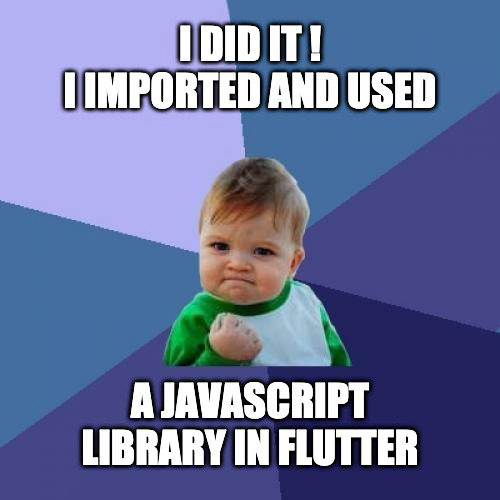 I DID IT !
I IMPORTED AND USED
A JAVASCRIPT
LIBRARY IN FLUTTER